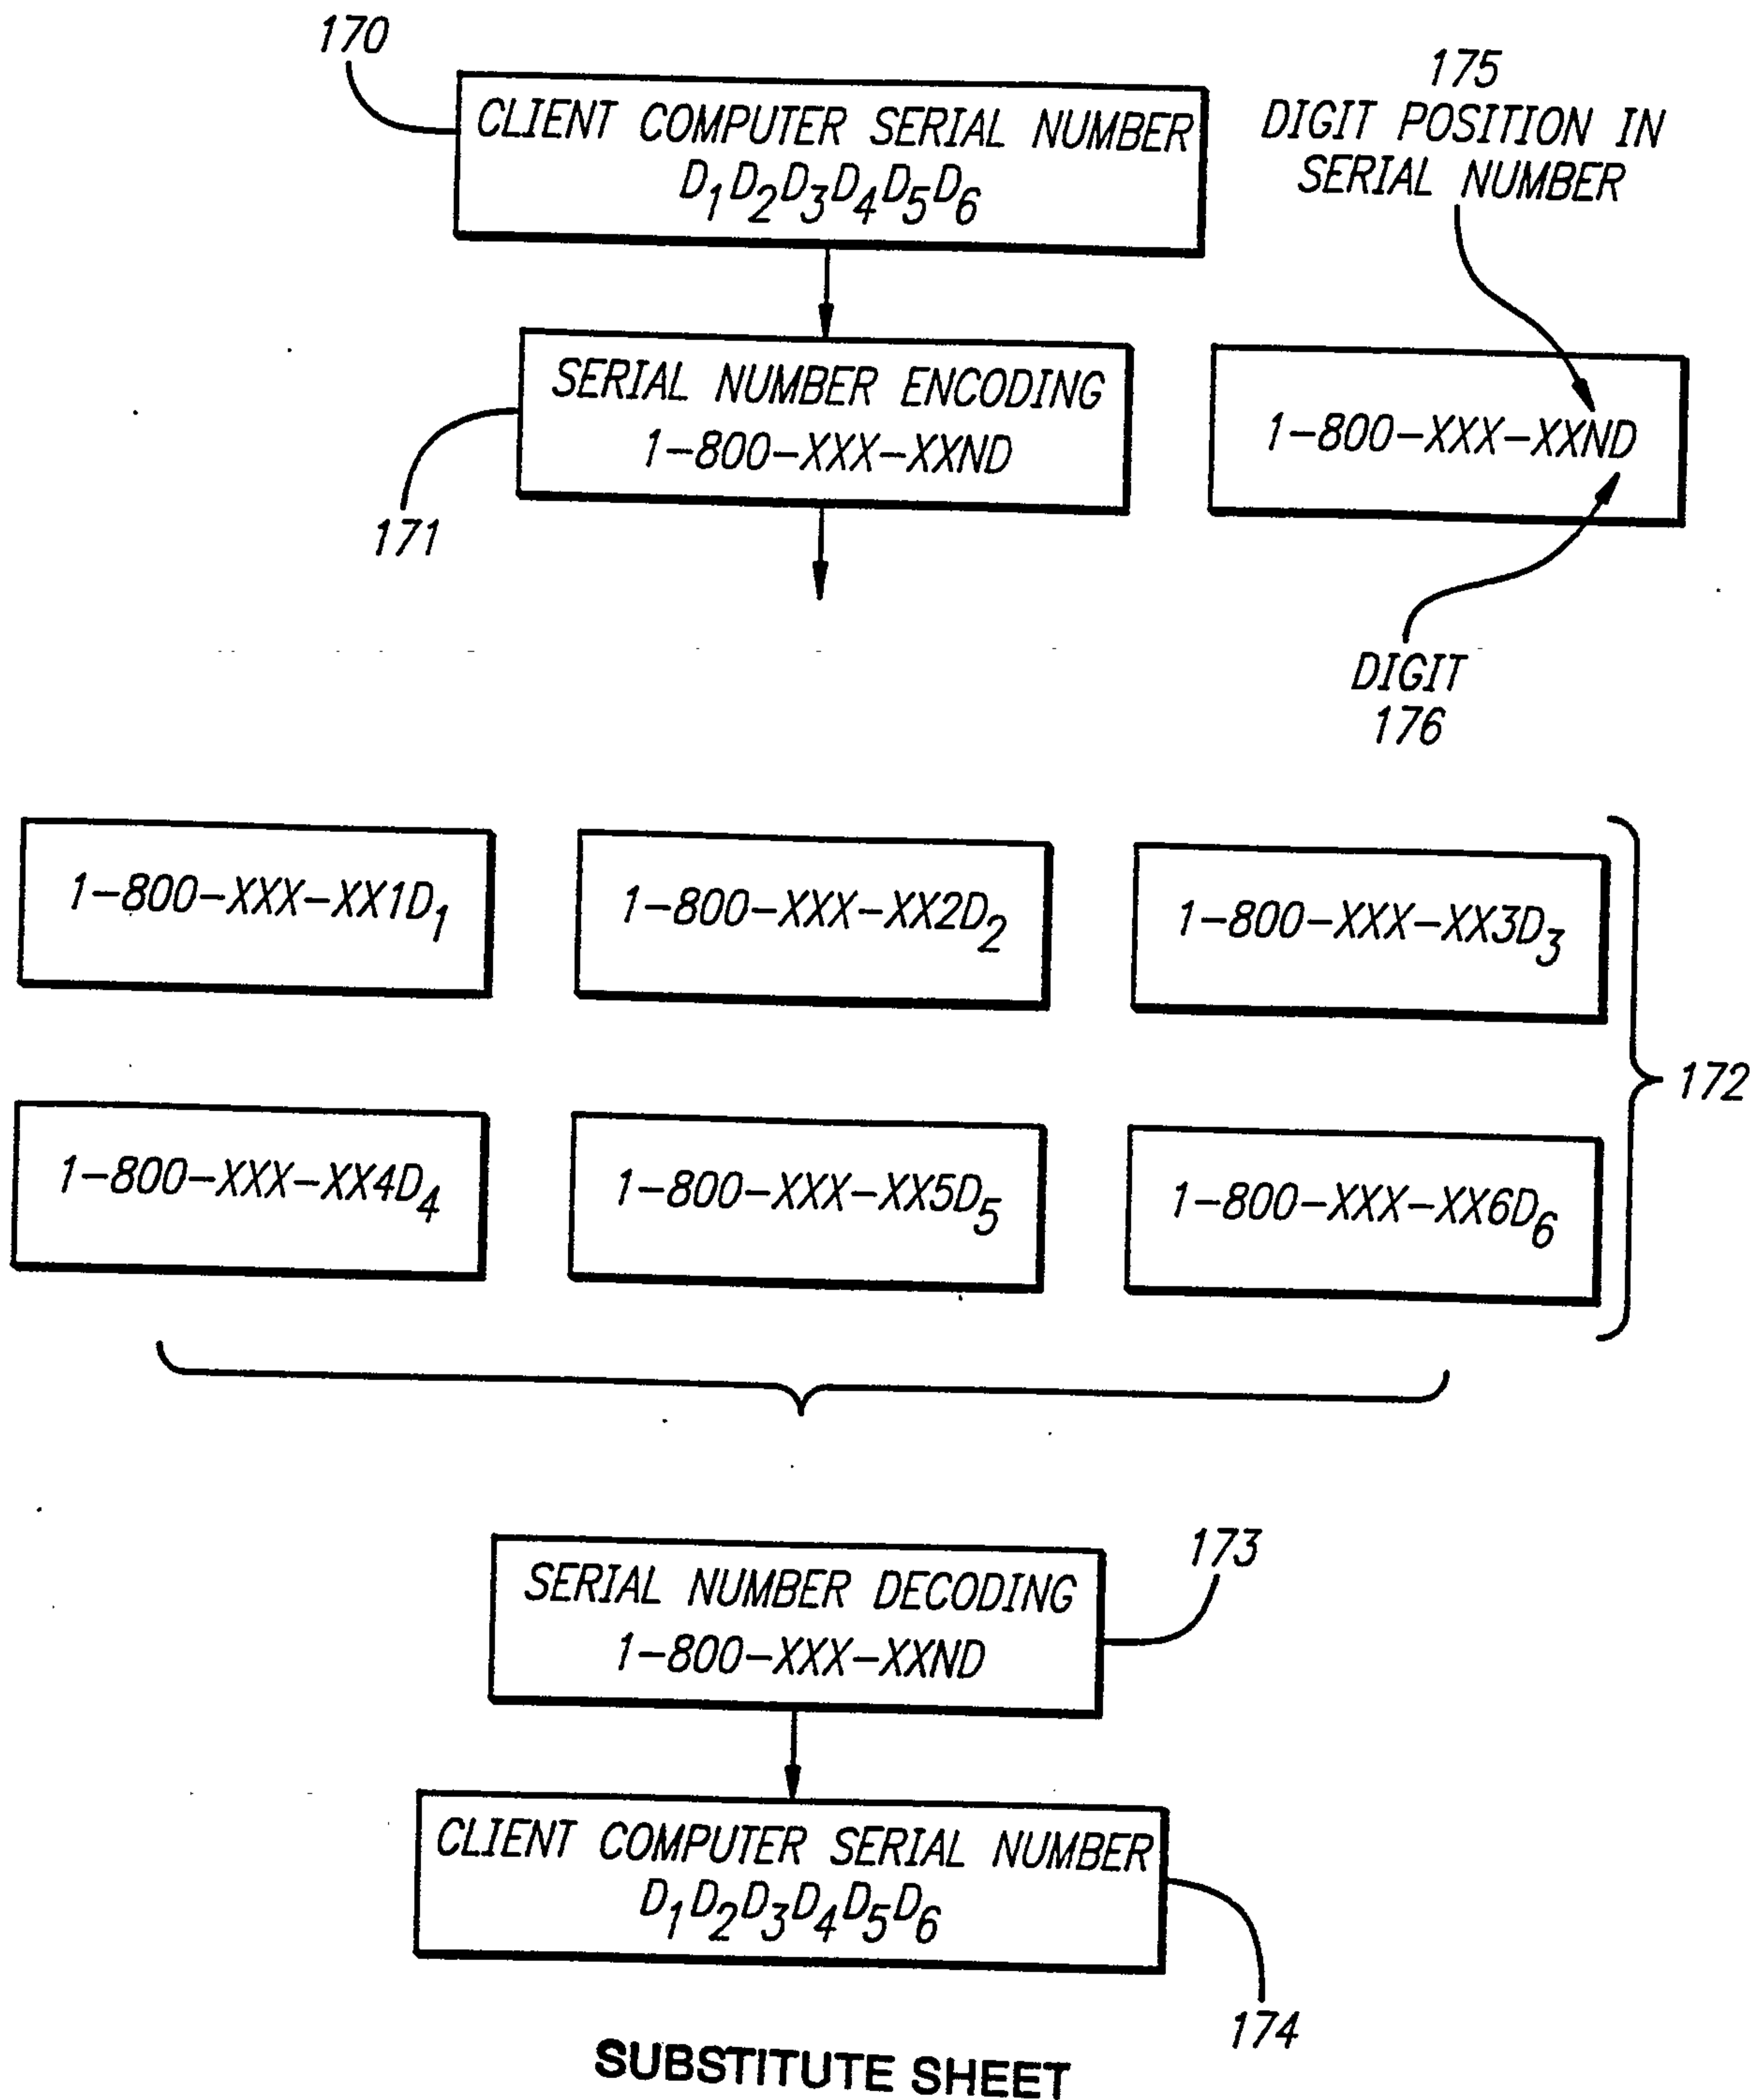 170
CLIENT COMPUTER SERIAL NUMBER
D₁D₂D₃D₄D₅D₆
175
DIGIT POSITION IN
SERIAL NUMBER
SERIAL NUMBER ENCODING
1-800-XXX-XXND
171
1-800-XXX-XXND
DIGIT
176
1-800-XXX-XX1D₁
1-800-XXX-XX2D₂
1-800-XXX-XX3D₃
172
1-800-XXX-XX4D₄
1-800-XXX-XX5D₅
1-800-XXX-XX6D₆
173
SERIAL NUMBER DECODING
1-800-XXX-XXND
CLIENT COMPUTER SERIAL NUMBER
D₁D₂D₃D₄D₅D₆
174
SUBSTITUTE SHEET